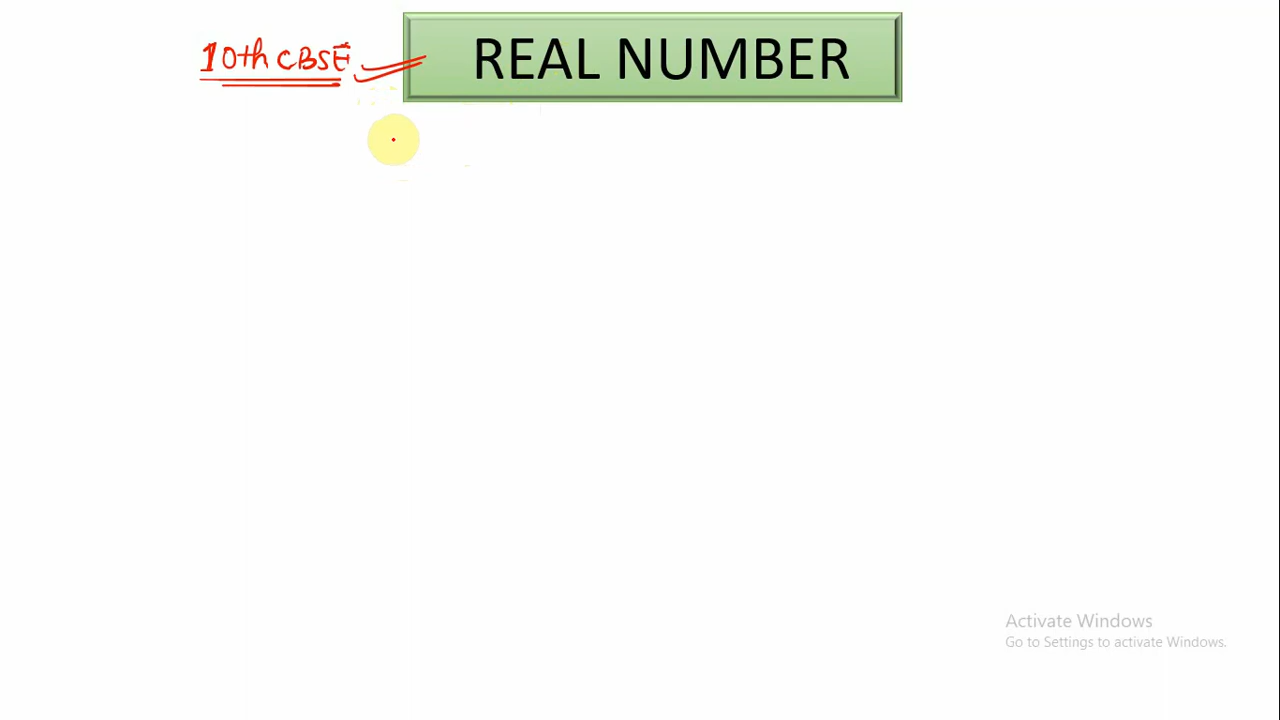 10th CBSE
REAL NUMBER
Activate Windows
Go to Settings to activate Windows.